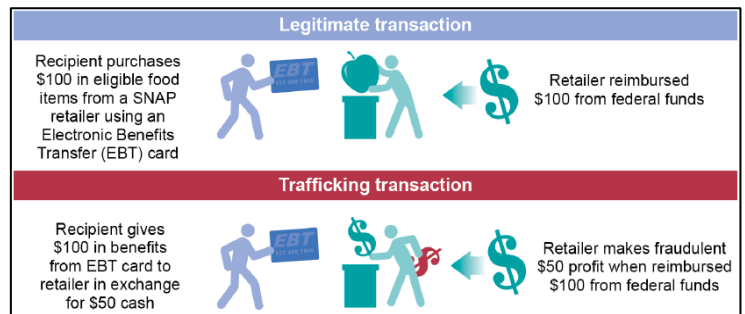 Legitimate transaction
Recipient purchases
$100 in eligible food
items from a SNAP
retailer using an
Electronic Benefits
Transfer (EBT) card
EBT
$
Retailer reimbursed
$100 from federal funds
Trafficking transaction
Recipient gives
$100 in benefits
from EBT card to
retailer in exchange
for $50 cash
EBT
$
$
$
Retailer makes fraudulent
$50 profit when reimbursed
$100 from federal funds